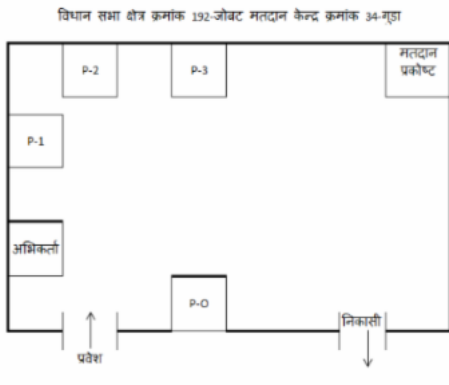 विधान सभा क्षेत्र क्रमांक 192-जोबट मतदान केन्द्र क्रमांक 34-गूडा
P-2
P-3
मतदान
प्रकोष्ट
P-1
अभिकर्ता
P-O
निकासी
प्रवेश